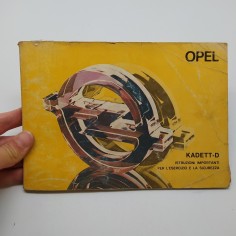 OPEL
KADETT-D
ISTRUZIONI IMPORTANTI
PER L'ESERCIZIO E LA SICUREZZA